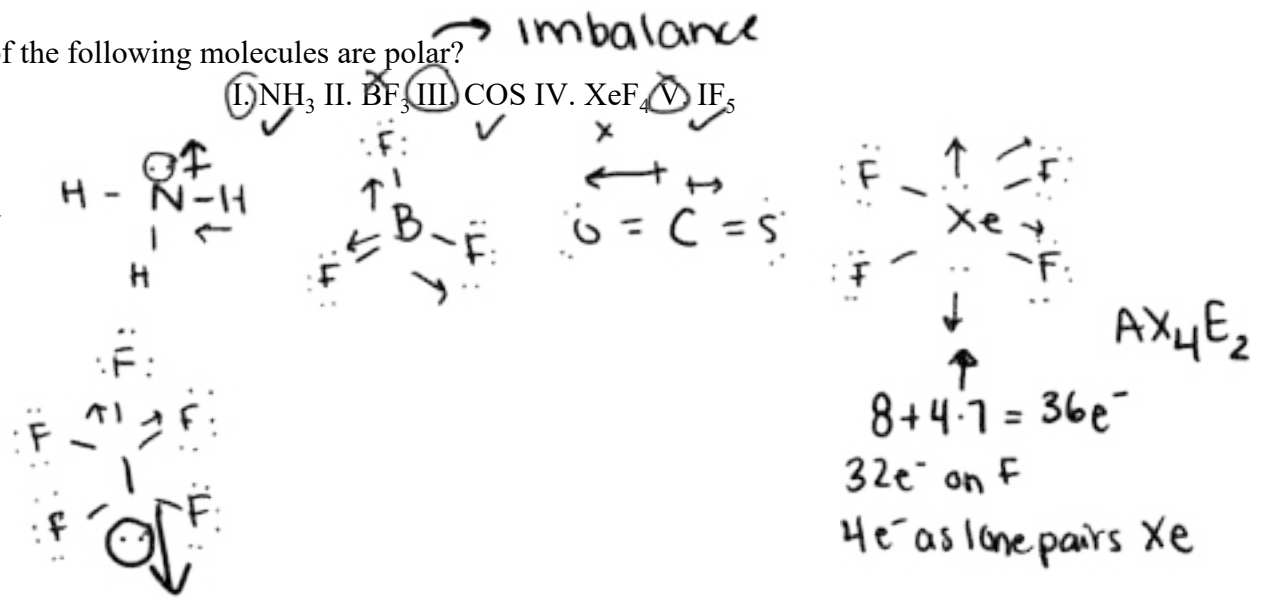 imbalance
f the following molecules are polar?
I. NH₃ II. BF₃ III. COS IV. XeF₄ V. IF₅
H - N - H
H
F
B
F F
O = C = S
F F
Xe
F F
AX₄E₂
8+4·7 = 36e⁻
32e⁻ on F
4e⁻ as lone pairs Xe
F
F F
F F